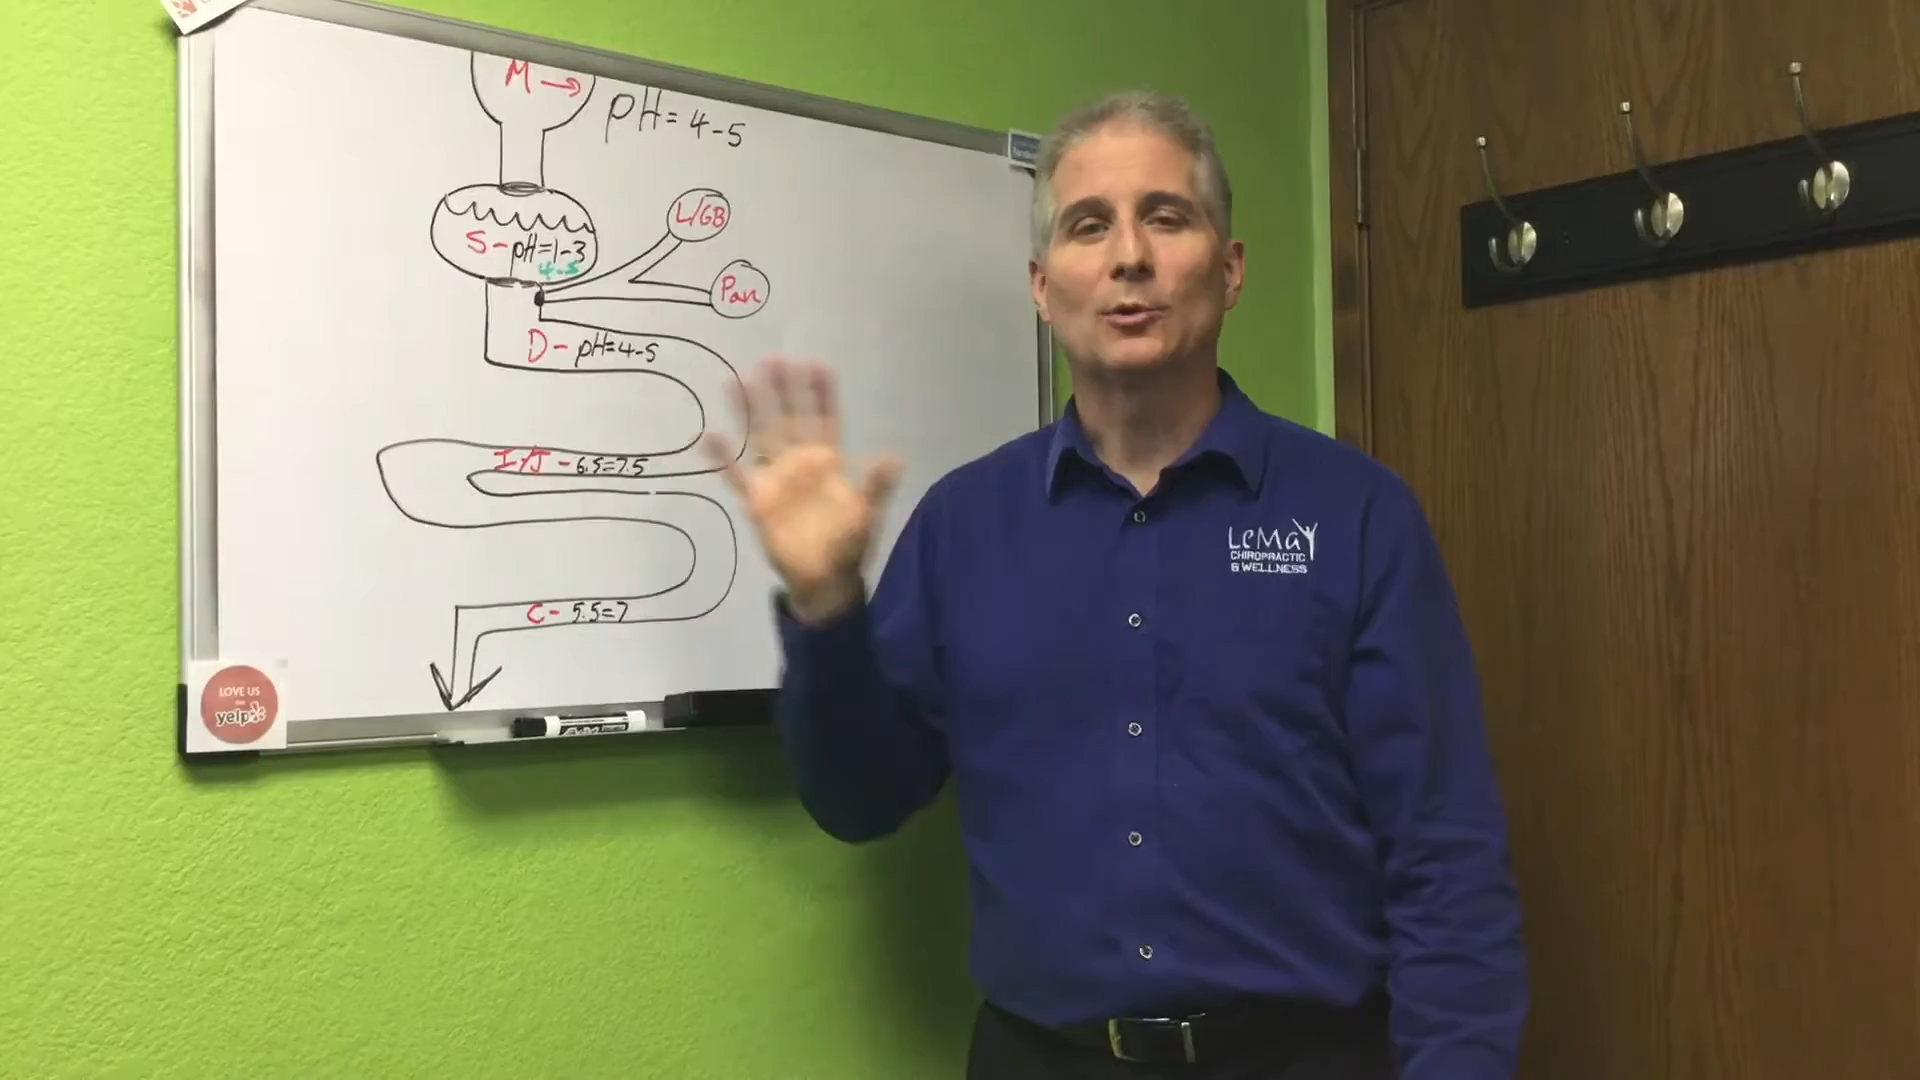 M →
pH = 4-5
L/GB
S - pH=1-3
4-5
Pan
D - pH=4-5
I/J - 6.5=7.5
C - 5.5=7
LOVE US
yelp
LeMay
CHIROPRACTIC
& WELLNESS